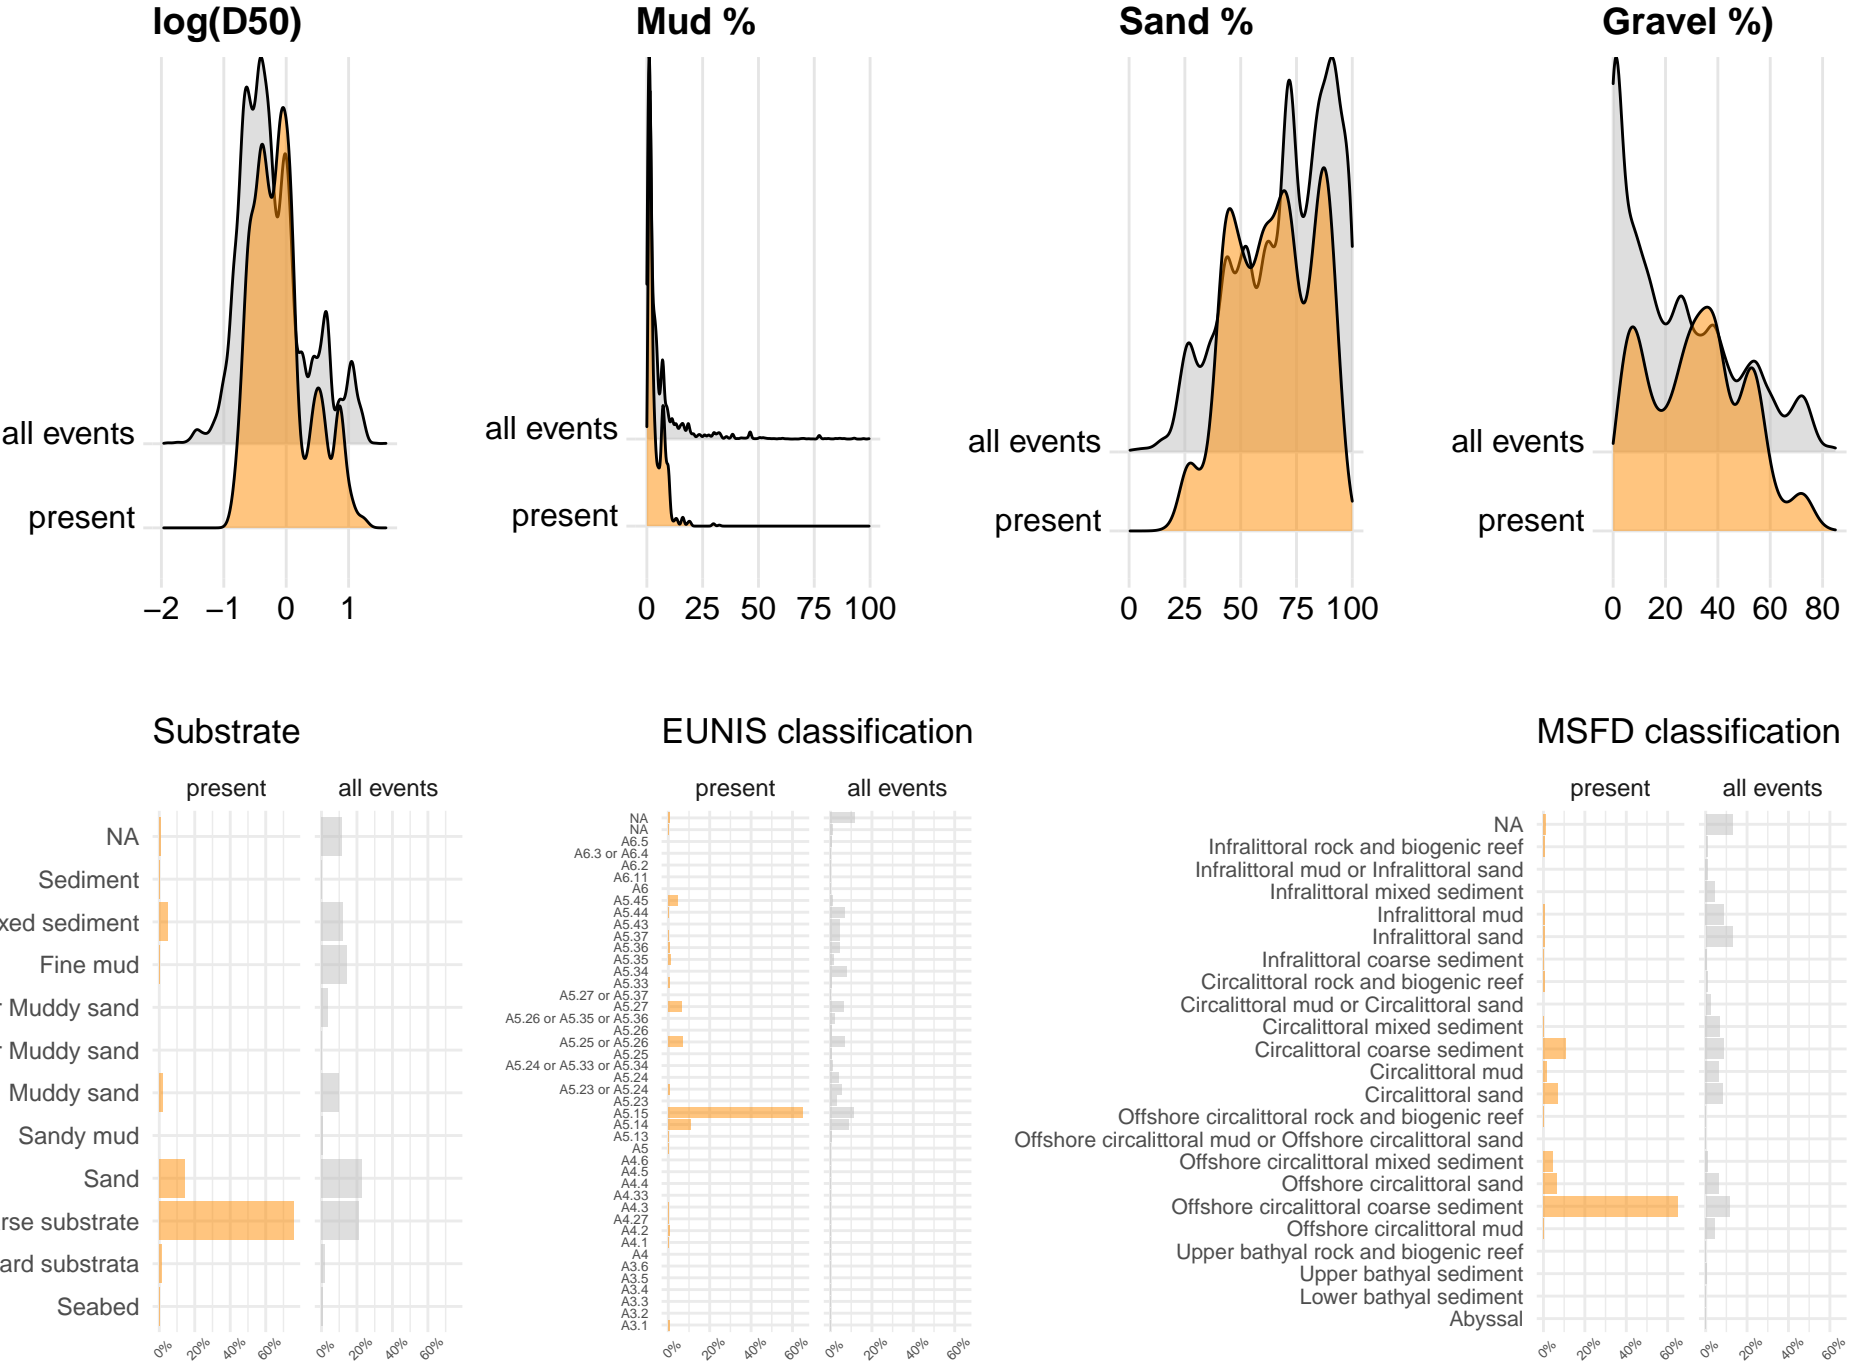 log(D50)
Mud %
Sand %
Gravel %)
all events
present
all events
present
all events
present
all events
present
−2 −1 0 1
0 25 50 75 100
0 25 50 75 100
0 20 40 60 80
Substrate
present all events
NA
Sediment
xed sediment
Fine mud
r Muddy sand
r Muddy sand
Muddy sand
Sandy mud
Sand
rse substrate
ard substrata
Seabed
0% 20% 40% 60% 0% 20% 40% 60%
EUNIS classification
present all events
NA
NA
A6.5
A6.3 or A6.4
A6.2
A6.11
A6
A5.45
A5.44
A5.43
A5.37
A5.36
A5.35
A5.34
A5.33
A5.27 or A5.37
A5.27
A5.26 or A5.35 or A5.36
A5.26
A5.25 or A5.26
A5.25
A5.24 or A5.33 or A5.34
A5.24
A5.23 or A5.24
A5.23
A5.15
A5.14
A5.13
A5
A4.6
A4.5
A4.4
A4.33
A4.3
A4.27
A4.2
A4.1
A4
A3.6
A3.5
A3.4
A3.3
A3.2
A3.1
0% 20% 40% 60% 0% 20% 40% 60%
MSFD classification
present all events
NA
Infralittoral rock and biogenic reef
Infralittoral mud or Infralittoral sand
Infralittoral mixed sediment
Infralittoral mud
Infralittoral sand
Infralittoral coarse sediment
Circalittoral rock and biogenic reef
Circalittoral mud or Circalittoral sand
Circalittoral mixed sediment
Circalittoral coarse sediment
Circalittoral mud
Circalittoral sand
Offshore circalittoral rock and biogenic reef
Offshore circalittoral mud or Offshore circalittoral sand
Offshore circalittoral mixed sediment
Offshore circalittoral sand
Offshore circalittoral coarse sediment
Offshore circalittoral mud
Upper bathyal rock and biogenic reef
Upper bathyal sediment
Lower bathyal sediment
Abyssal
0% 20% 40% 60% 0% 20% 40% 60%